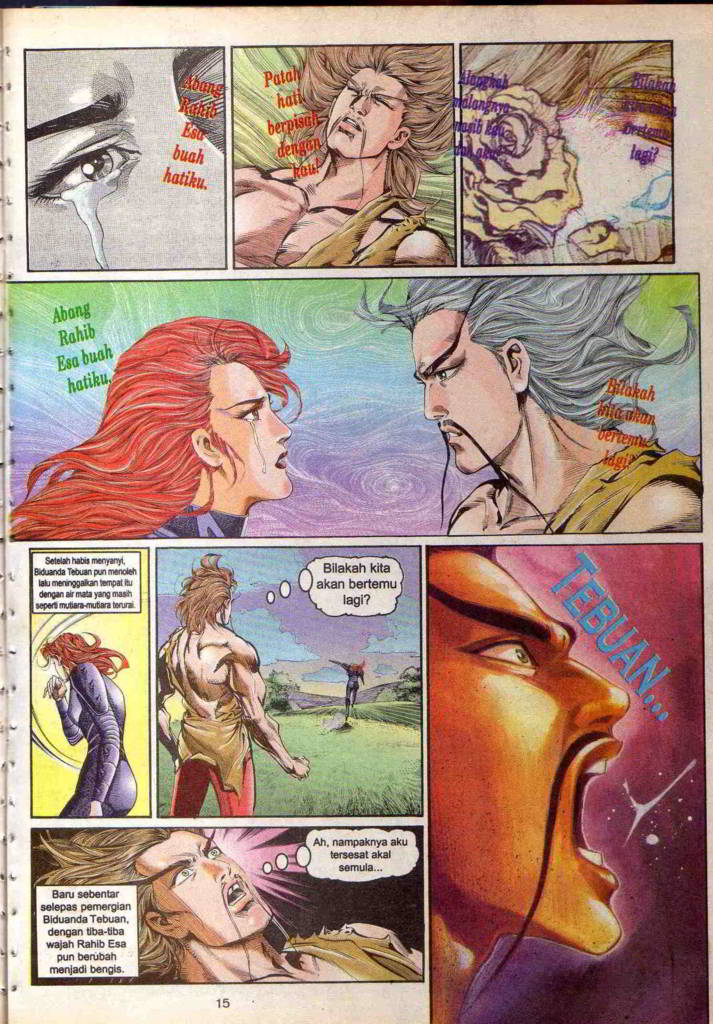 Abang
Rahib
Esa
buah
hatiku.
Patah
hati
berpisah
dengan
kau!
Alangkah
malangnya
Bilakah
bertemu
lagi?
Abang
Rahib
Esa buah
hatiku.
Bilakah
kita akan
bertemu
lagi?
Setelah habis menyanyi,
Biduanda Tebuan pun menoleh
lalu meninggalkan tempat itu
dengan air mata yang masih
seperti mutiara-mutiara terurai.
Bilakah kita
akan bertemu
lagi?
TEBUAN...
Ah, nampaknya aku
tersesat akal
semula...
Baru sebentar
selepas pemergian
Biduanda Tebuan,
dengan tiba-tiba
wajah Rahib Esa
pun berubah
menjadi bengis.
15